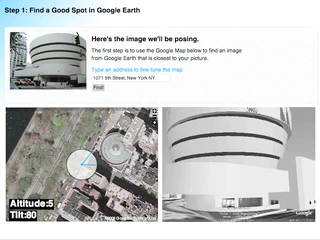 Step 1: Find a Good Spot in Google Earth
Here's the image we'll be posing.
The first step is to use the Google Map below to find an image
from Google Earth that is closest to your picture.
Type an address to fine tune the map
1071 5th Street, New York NY
Find!
Altitude:5
Tilt:80
Google